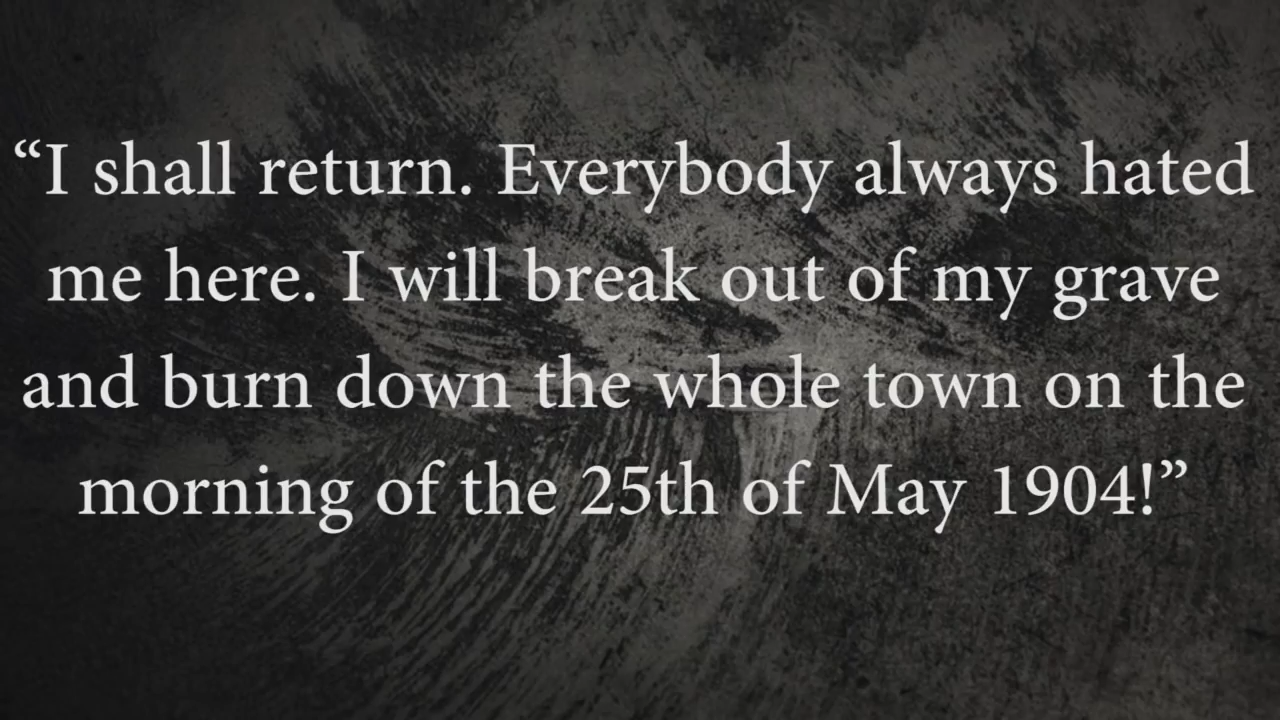 “I shall return. Everybody always hated
me here. I will break out of my grave
and burn down the whole town on the
morning of the 25th of May 1904!”